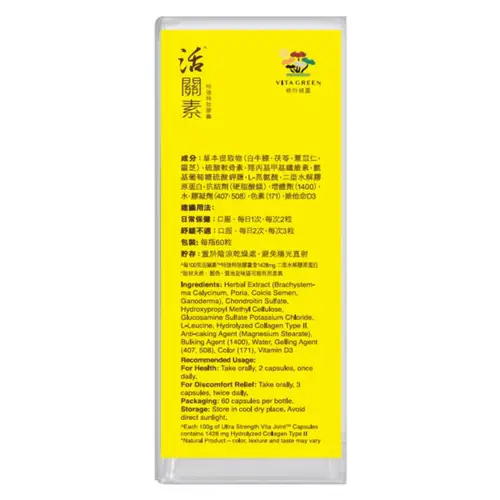 活關素
VITA GREEN
維特健靈
成分：草本提取物（白牛膝、茯苓、薏苡仁、
靈芝）、硫酸軟骨素、羥丙基甲基纖維素、氨
基葡萄糖硫酸鉀鹽、L-亮氨酸、二型水解膠
原蛋白、抗結劑（硬脂酸鎂）、增體劑（1400）、
水、膠凝劑（407、508）、色素（171）、維他命D3
建議用法：
日常保健：口服，每日1次，每次2粒
紓緩不適：口服，每日2次，每次3粒
包裝：每瓶60粒
貯存：置於陰涼乾燥處，避免陽光直射
Ingredients: Herbal Extract (Brachystem-
ma Calycinum, Poria, Coicis Semen,
Ganoderma), Chondroitin Sulfate,
Hydroxypropyl Methyl Cellulose,
Glucosamine Sulfate Potassium Chloride,
L-Leucine, Hydrolyzed Collagen Type II,
Anti-caking Agent (Magnesium Stearate),
Bulking Agent (1400), Water, Gelling Agent
(407, 508), Color (171), Vitamin D3
Recommended Usage:
For Health: Take orally, 2 capsules, once
daily.
For Discomfort Relief: Take orally, 3
capsules, twice daily.
Packaging: 60 capsules per bottle.
Storage: Store in cool dry place. Avoid
direct sunlight.
^Each 100g of Ultra Strength Vita Joint™ Capsules
contains 1428 mg Hydrolyzed Collagen Type II
*Natural Product – color, texture and taste may vary